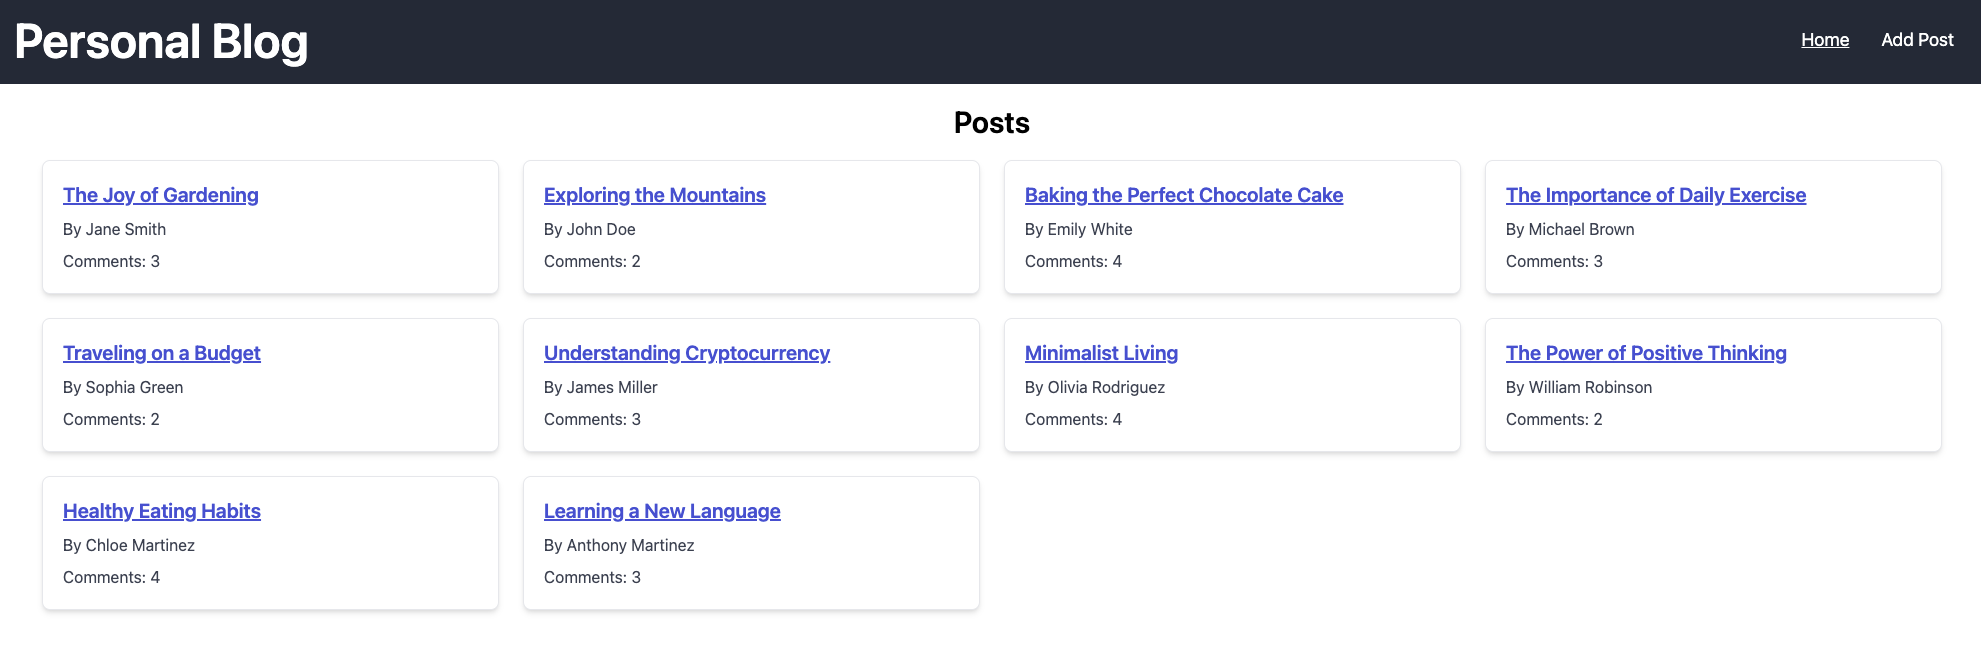 Personal Blog
Home
Add Post
Posts
The Joy of Gardening
By Jane Smith
Comments: 3
Exploring the Mountains
By John Doe
Comments: 2
Baking the Perfect Chocolate Cake
By Emily White
Comments: 4
The Importance of Daily Exercise
By Michael Brown
Comments: 3
Traveling on a Budget
By Sophia Green
Comments: 2
Understanding Cryptocurrency
By James Miller
Comments: 3
Minimalist Living
By Olivia Rodriguez
Comments: 4
The Power of Positive Thinking
By William Robinson
Comments: 2
Healthy Eating Habits
By Chloe Martinez
Comments: 4
Learning a New Language
By Anthony Martinez
Comments: 3